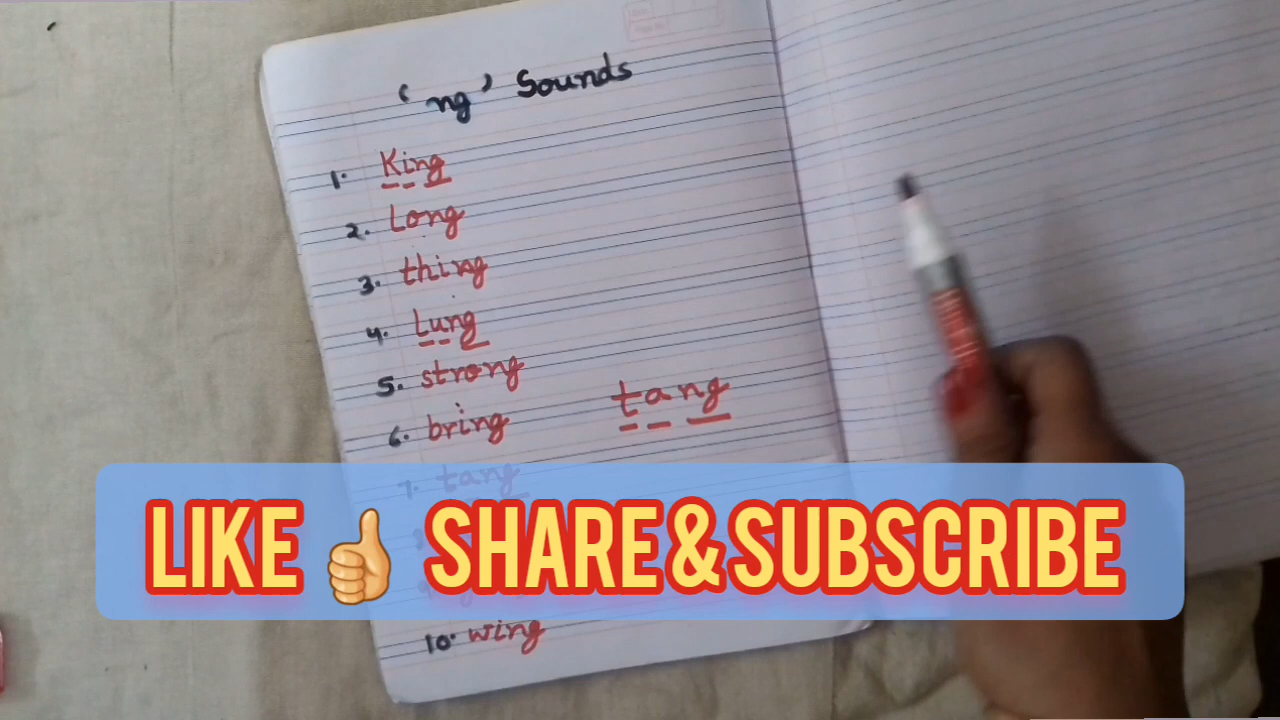 ‘ng’ Sounds
1. King
2. Long
3. thing
4. Lung
5. strong
6. bring
tang
7. tang
LIKE 👍 SHARE & SUBSCRIBE
10. wing